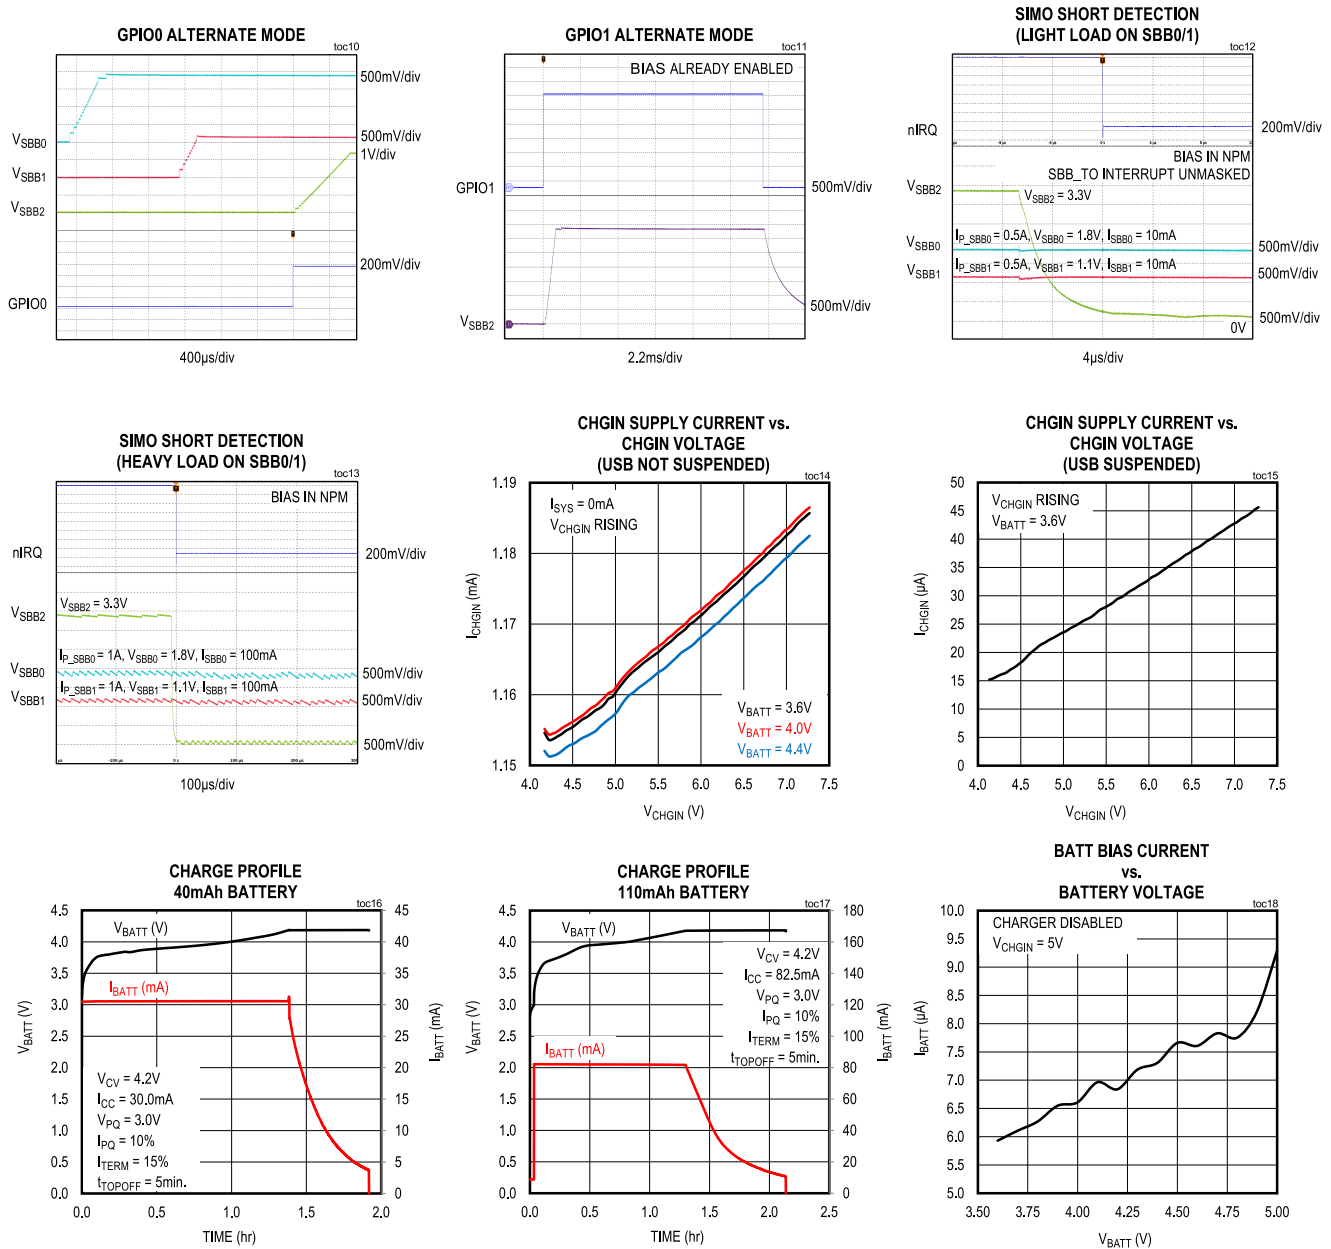 GPIO0 ALTERNATE MODE
toc10
500mV/div
500mV/div
1V/div
200mV/div
VSBB0
VSBB1
VSBB2
GPIO0
400µs/div
GPIO1 ALTERNATE MODE
toc11
BIAS ALREADY ENABLED
GPIO1
500mV/div
VSBB2
500mV/div
2.2ms/div
SIMO SHORT DETECTION
(LIGHT LOAD ON SBB0/1)
toc12
nIRQ
200mV/div
BIAS IN NPM
SBB_TO INTERRUPT UNMASKED
VSBB2
VSBB2 = 3.3V
IP_SBB0 = 0.5A, VSBB0 = 1.8V, ISBB0 = 10mA
VSBB0
500mV/div
IP_SBB1 = 0.5A, VSBB1 = 1.1V, ISBB1 = 10mA
VSBB1
500mV/div
500mV/div
0V
4µs/div
SIMO SHORT DETECTION
(HEAVY LOAD ON SBB0/1)
toc13
BIAS IN NPM
nIRQ
200mV/div
VSBB2
VSBB2 = 3.3V
IP_SBB0 = 1A, VSBB0 = 1.8V, ISBB0 = 100mA
VSBB0
500mV/div
IP_SBB1 = 1A, VSBB1 = 1.1V, ISBB1 = 100mA
VSBB1
500mV/div
500mV/div
100µs/div
CHGIN SUPPLY CURRENT vs.
CHGIN VOLTAGE
(USB NOT SUSPENDED)
toc14
1.19
1.18
1.17
1.16
1.15
ICHGIN (mA)
ISYS = 0mA
VCHGIN RISING
VBATT = 3.6V
VBATT = 4.0V
VBATT = 4.4V
4.0 4.5 5.0 5.5 6.0 6.5 7.0 7.5
VCHGIN (V)
CHGIN SUPPLY CURRENT vs.
CHGIN VOLTAGE
(USB SUSPENDED)
toc15
50
45
40
35
30
25
20
15
10
5
0
ICHGIN (µA)
VCHGIN RISING
VBATT = 3.6V
4.0 4.5 5.0 5.5 6.0 6.5 7.0 7.5
VCHGIN (V)
CHARGE PROFILE
40mAh BATTERY
toc16
4.5
4.0
3.5
3.0
2.5
2.0
1.5
1.0
0.5
0.0
VBATT (V)
VBATT (V)
IBATT (mA)
VCV = 4.2V
ICC = 30.0mA
VPQ = 3.0V
IPQ = 10%
ITERM = 15%
tTOPOFF = 5min.
45
40
35
30
25
20
15
10
5
0
IBATT (mA)
0.0 0.5 1.0 1.5 2.0
TIME (hr)
CHARGE PROFILE
110mAh BATTERY
toc17
4.5
4.0
3.5
3.0
2.5
2.0
1.5
1.0
0.5
0.0
VBATT (V)
VBATT (V)
IBATT (mA)
VCV = 4.2V
ICC = 82.5mA
VPQ = 3.0V
IPQ = 10%
ITERM = 15%
tTOPOFF = 5min.
180
160
140
120
100
80
60
40
20
0
IBATT (mA)
0.0 0.5 1.0 1.5 2.0 2.5
TIME (hr)
BATT BIAS CURRENT
vs.
BATTERY VOLTAGE
toc18
10.0
9.5
9.0
8.5
8.0
7.5
7.0
6.5
6.0
5.5
5.0
IBATT (µA)
CHARGER DISABLED
VCHGIN = 5V
3.50 3.75 4.00 4.25 4.50 4.75 5.00
VBATT (V)